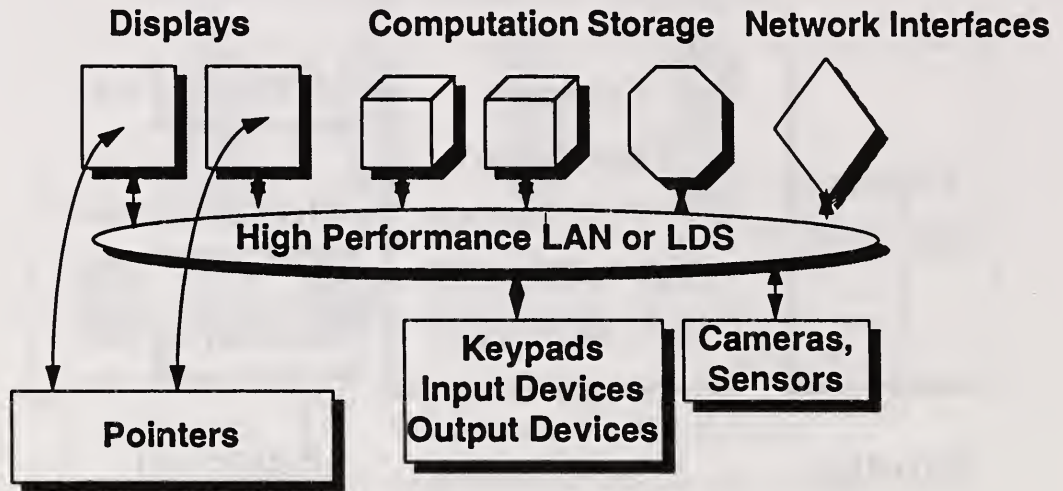 Displays
Computation Storage
Network Interfaces
High Performance LAN or LDS
Keypads
Input Devices
Output Devices
Cameras,
Sensors
Pointers